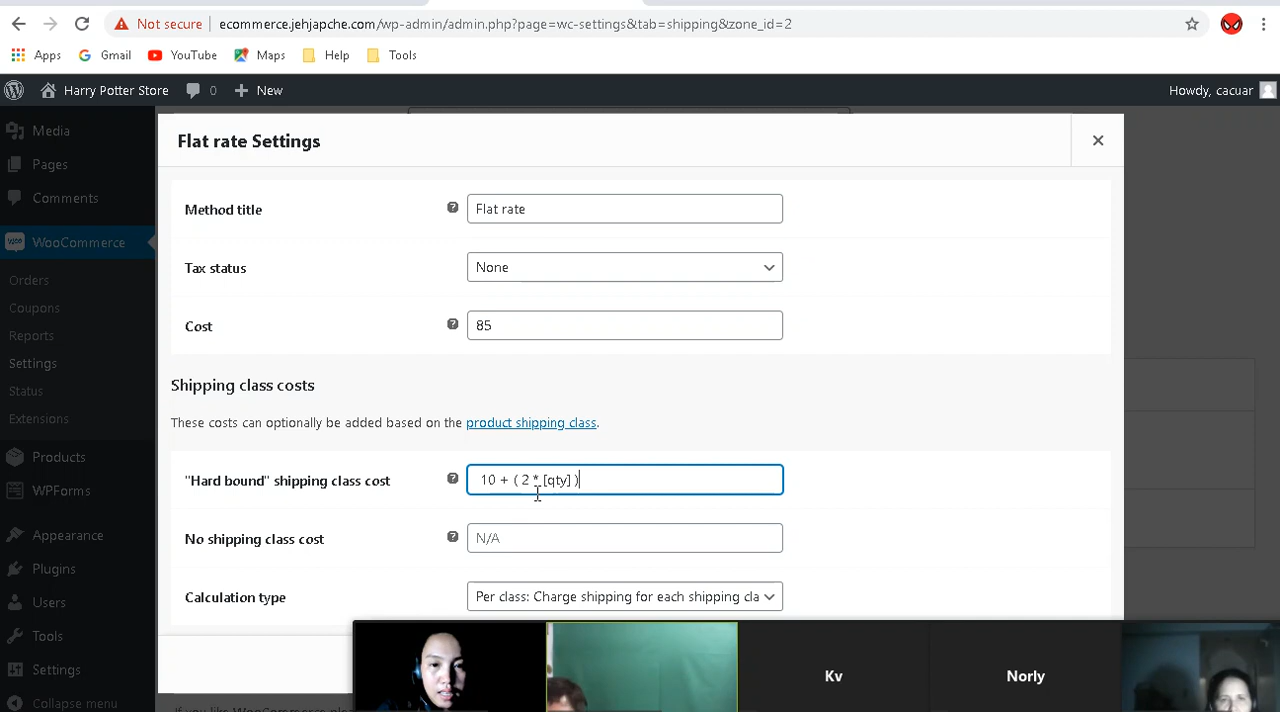 Not secure ecommerce.jehjapche.com/wp-admin/admin.php?page=wc-settings&tab=shipping&zone_id=2
Apps Gmail YouTube Maps Help Tools
Harry Potter Store 0 New Howdy, cacuar
Media
Pages
Comments
WooCommerce
Orders
Coupons
Reports
Settings
Status
Extensions
Products
WPForms
Appearance
Plugins
Users
Tools
Settings
Collapse menu
Flat rate Settings
Method title Flat rate
Tax status None
Cost 85
Shipping class costs
These costs can optionally be added based on the product shipping class.
"Hard bound" shipping class cost 10 + ( 2 * [qty] )
No shipping class cost N/A
Calculation type Per class: Charge shipping for each shipping cla
Kv
Norly